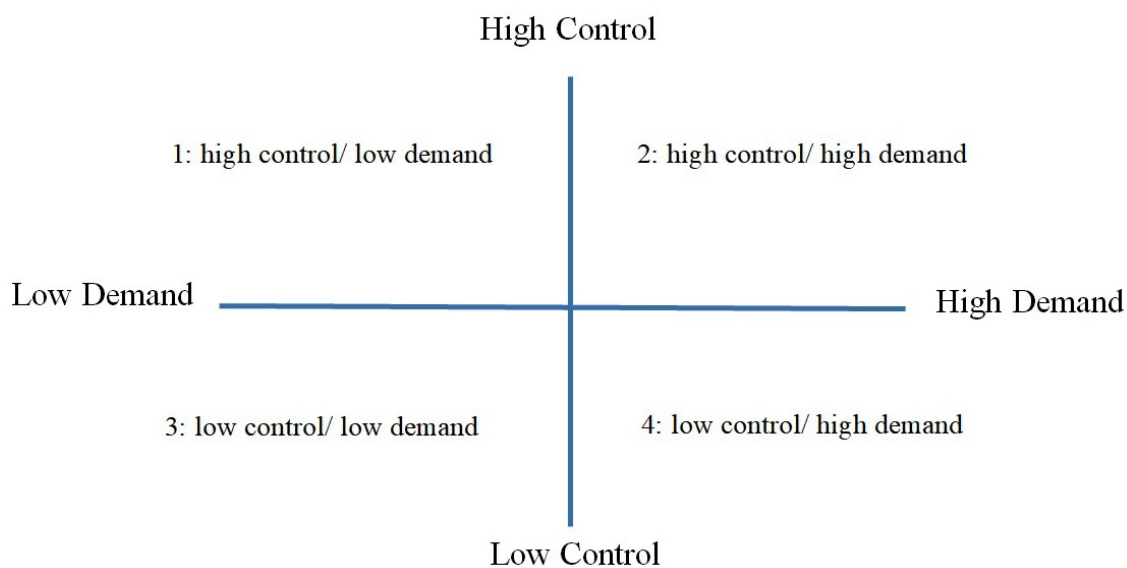 High Control
1: high control/ low demand
2: high control/ high demand
Low Demand
High Demand
3: low control/ low demand
4: low control/ high demand
Low Control